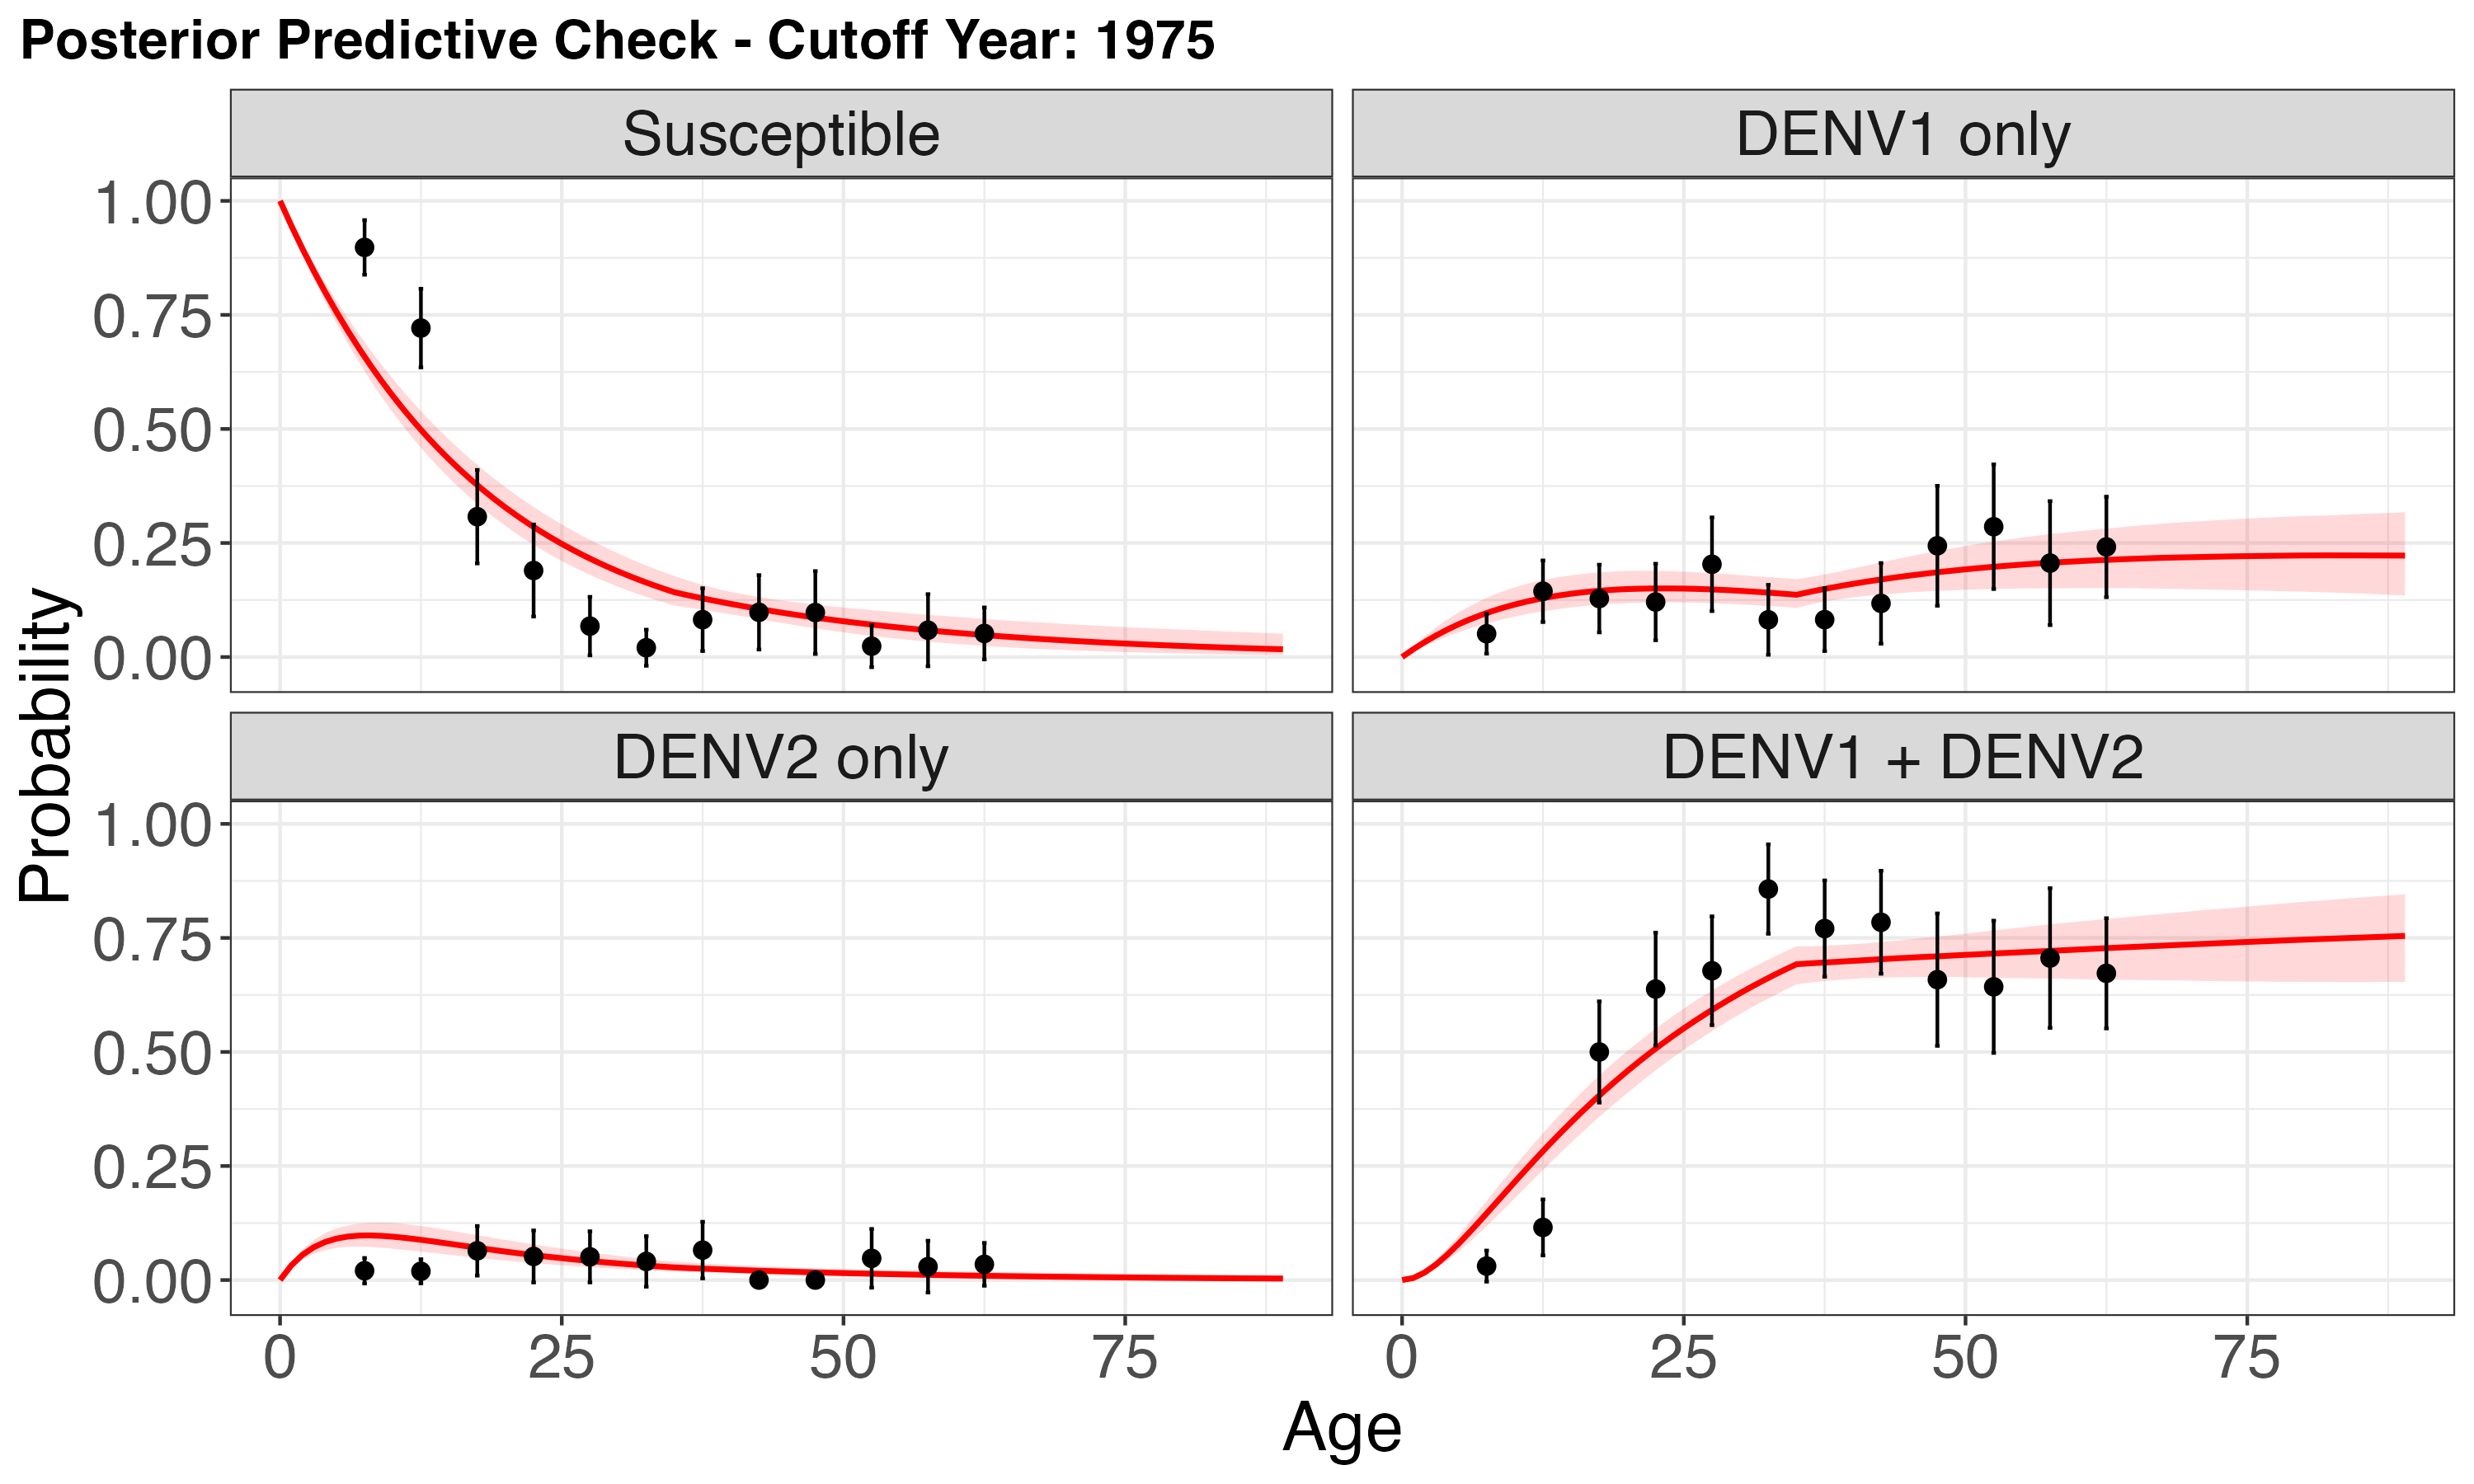 Posterior Predictive Check - Cutoff Year: 1975
Susceptible
DENV1 only
1.00
0.75
0.50
0.25
0.00
Probability
DENV2 only
DENV1 + DENV2
1.00
0.75
0.50
0.25
0.00
0 25 50 75
0 25 50 75
Age